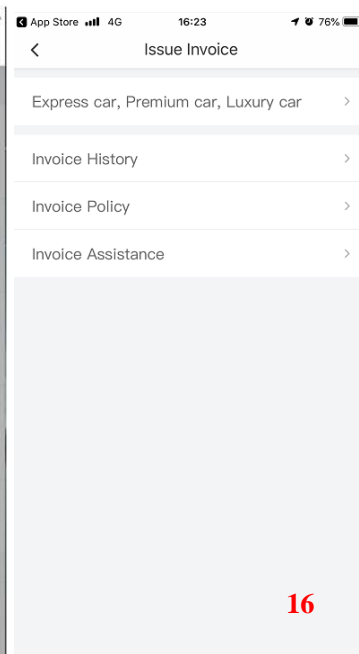 App Store 4G 16:23 76%
Issue Invoice
Express car, Premium car, Luxury car
Invoice History
Invoice Policy
Invoice Assistance
16